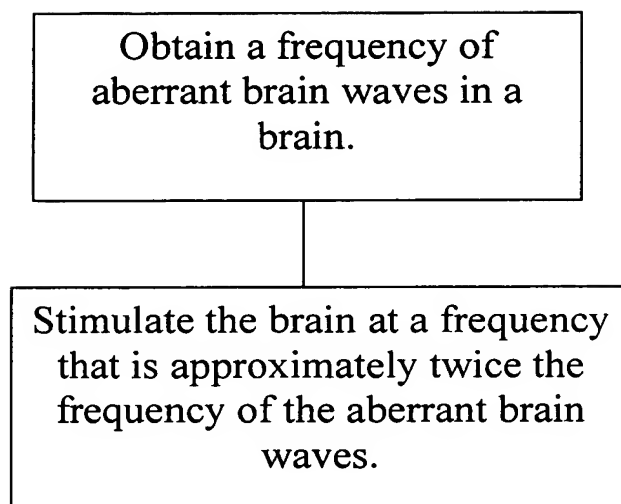 Obtain a frequency of
aberrant brain waves in a
brain.
Stimulate the brain at a frequency
that is approximately twice the
frequency of the aberrant brain
waves.